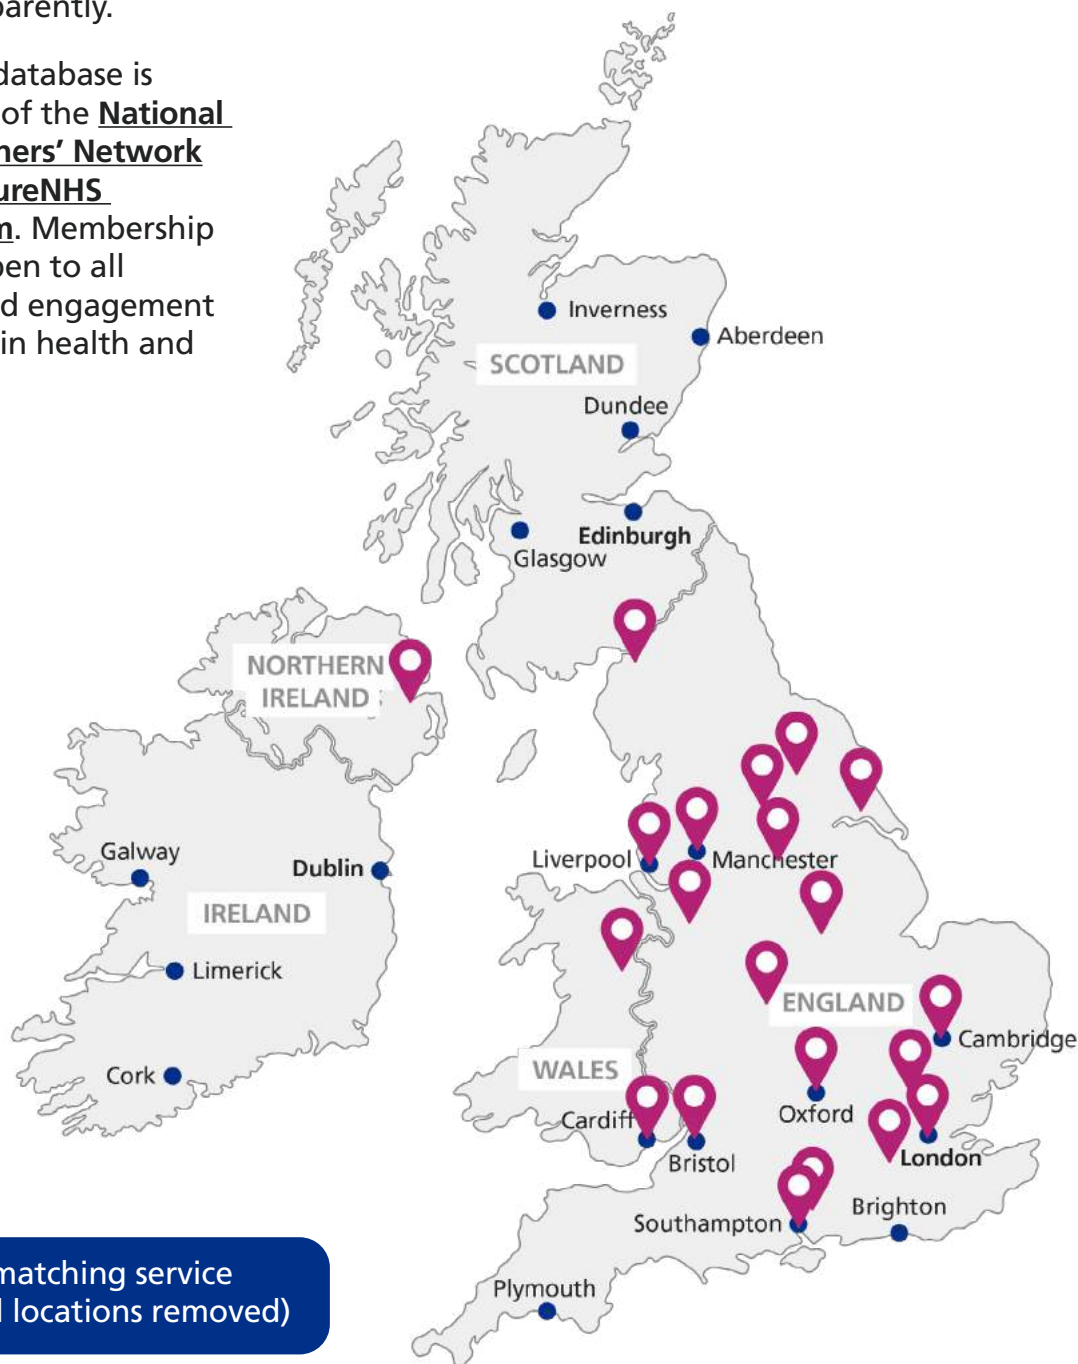 parently.
database is
of the National
ners’ Network
ureNHS
m. Membership
pen to all
d engagement
in health and
Inverness
Aberdeen
SCOTLAND
Dundee
Edinburgh
Glasgow
NORTHERN
IRELAND
Galway
Dublin
Liverpool
Manchester
IRELAND
Limerick
ENGLAND
Cambridge
WALES
Cork
Oxford
Cardiff
London
Bristol
Brighton
Southampton
Plymouth
matching service
l locations removed)